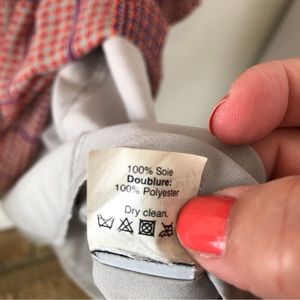 100% Soie
Doublure:
100% Polyester
Dry clean.